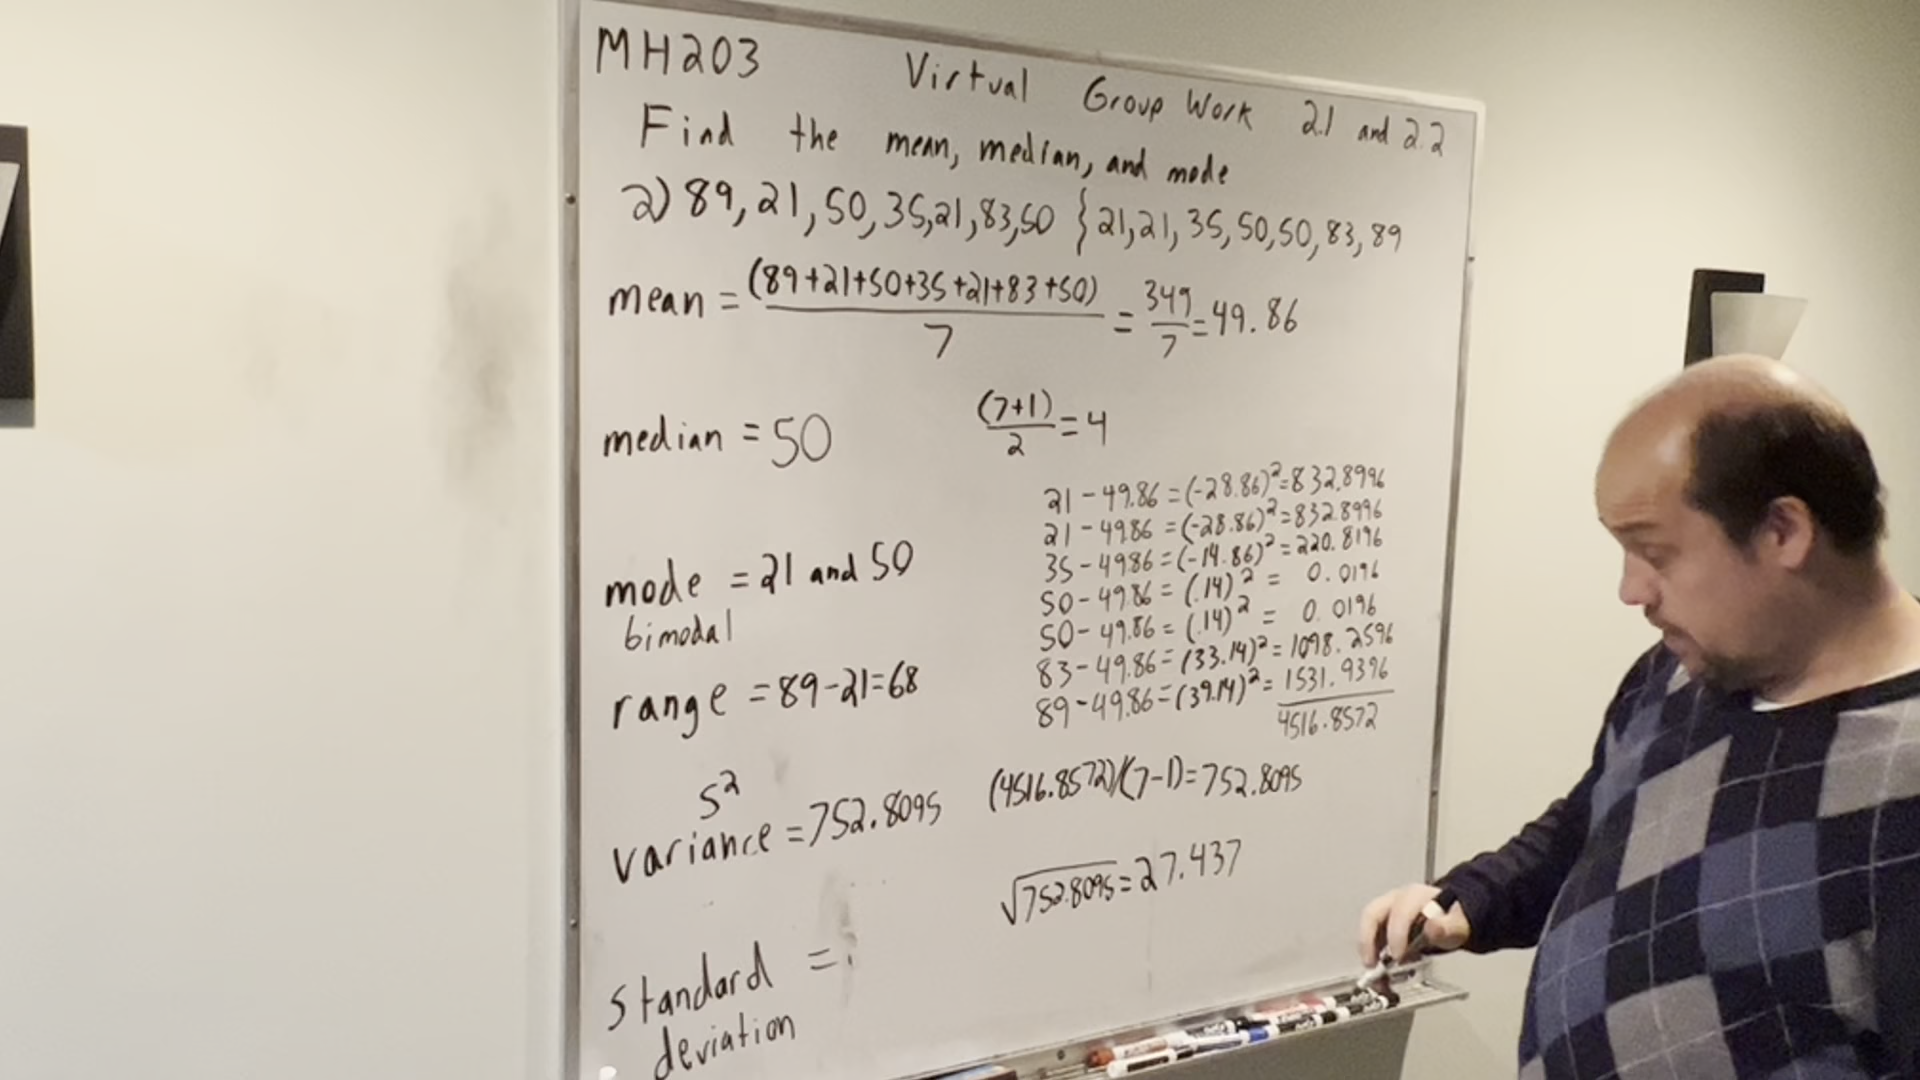 MH203 Virtual Group Work 2.1 and 2.2
Find the mean, median, and mode
2) 89, 21, 50, 35, 21, 83, 50 } 21, 21, 35, 50, 50, 83, 89
mean = (89+21+50+35+21+83+50) / 7 = 349/7 = 49.86
median = 50 (7+1)/2 = 4
21 - 49.86 = (-28.86)² = 832.8996
21 - 49.86 = (-28.86)² = 832.8996
35 - 49.86 = (-14.86)² = 220.8196
50 - 49.86 = (.14)² = 0.0196
50 - 49.86 = (.14)² = 0.0196
83 - 49.86 = (33.14)² = 1098.2596
89 - 49.86 = (39.14)² = 1531.9396
4516.8572
mode = 21 and 50
bimodal
range = 89-21=68
s²
variance = 752.8095 (4516.8572)/(7-1) = 752.8095
√752.8095 = 27.437
standard =
deviation